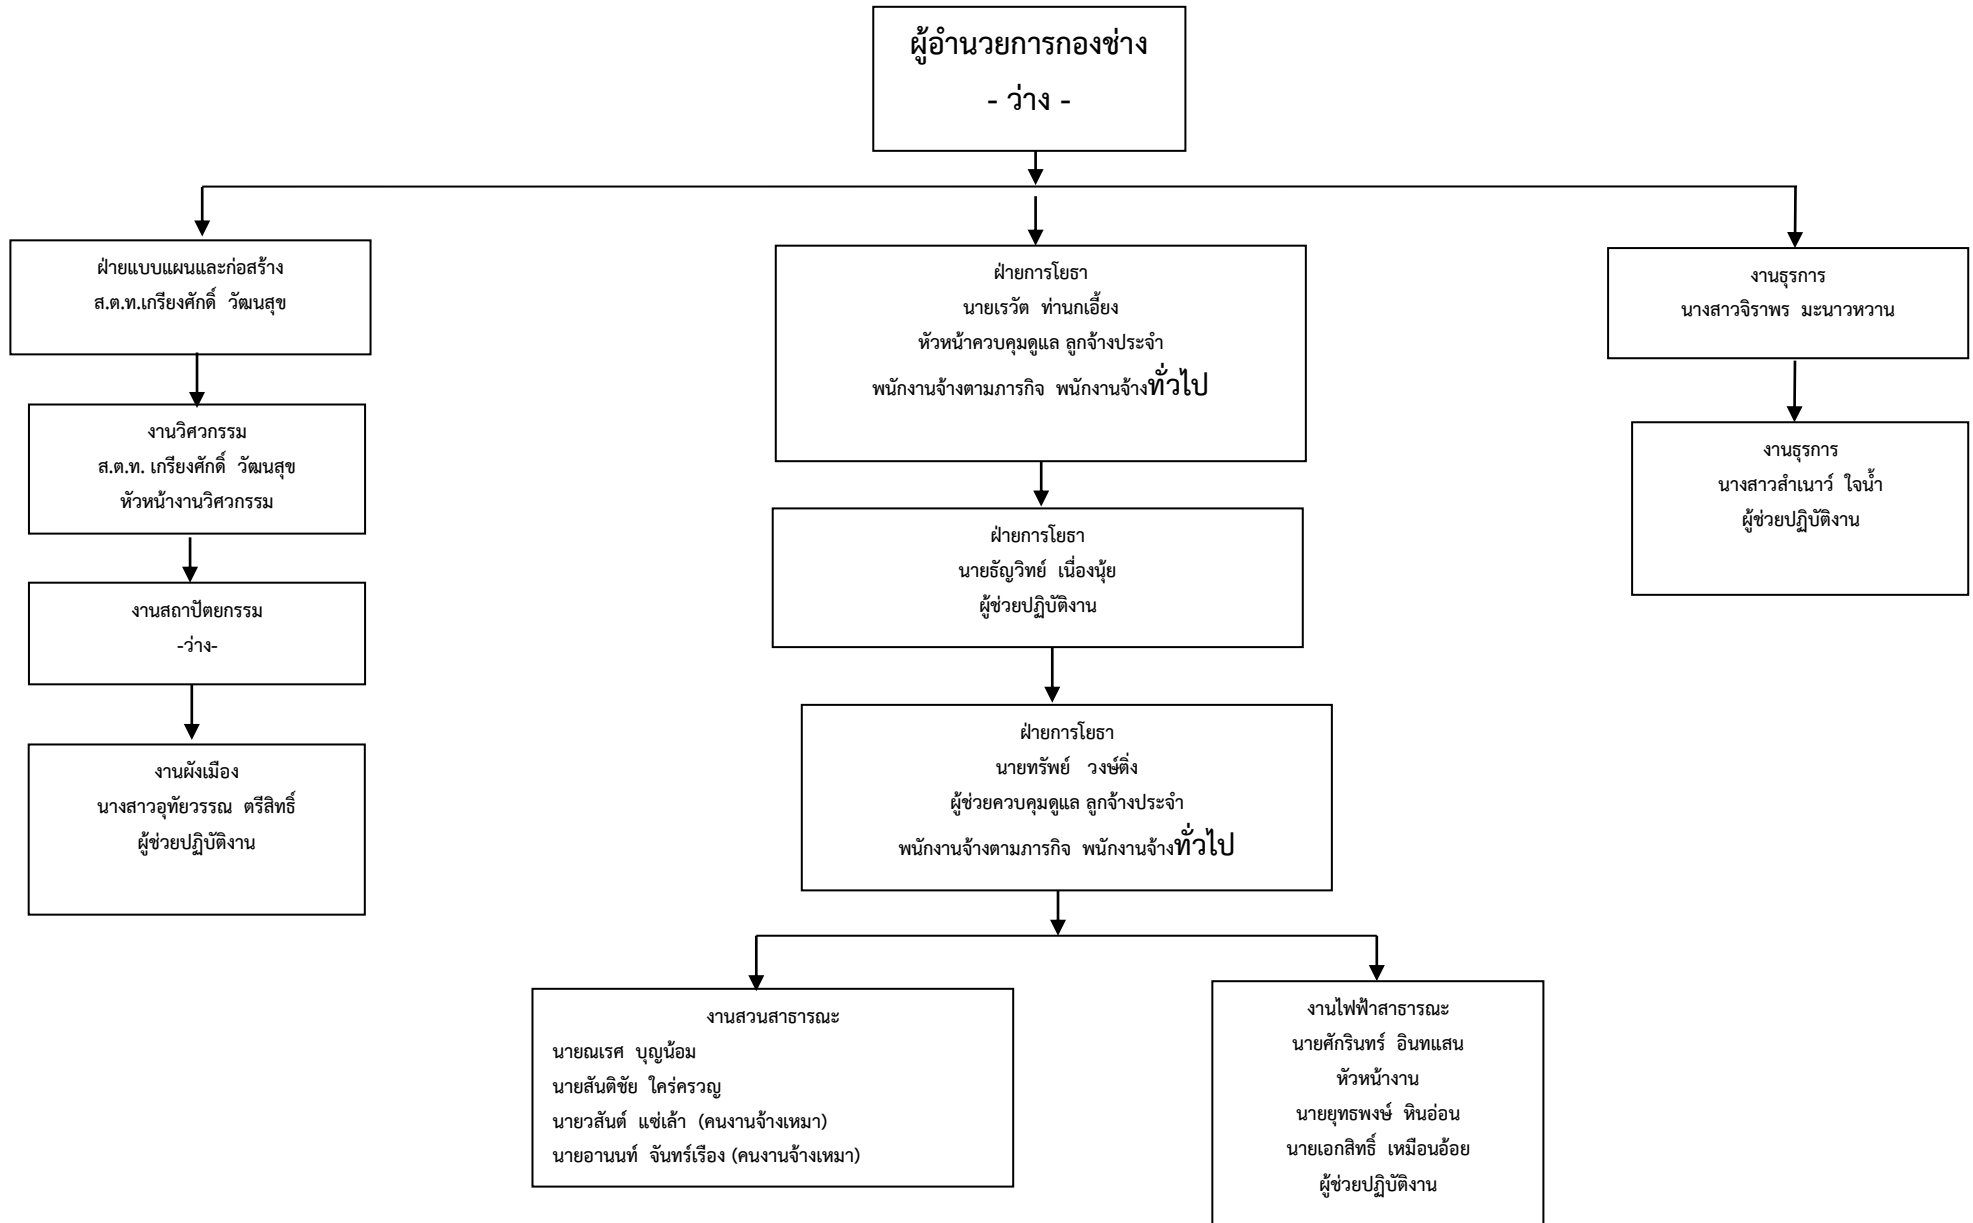 ผู้อำนวยการกองช่าง
- ว่าง -
ฝ่ายแบบแผนและก่อสร้าง
ส.ต.ท.เกรียงศักดิ์ วัฒนสุข
งานวิศวกรรม
ส.ต.ท. เกรียงศักดิ์ วัฒนสุข
หัวหน้างานวิศวกรรม
งานสถาปัตยกรรม
-ว่าง-
งานผังเมือง
นางสาวอุทัยวรรณ ตรีสิทธิ์
ผู้ช่วยปฏิบัติงาน
ฝ่ายการโยธา
นายเรวัต ท่านกเอี้ยง
หัวหน้าควบคุมดูแล ลูกจ้างประจำ
พนักงานจ้างตามภารกิจ พนักงานจ้างทั่วไป
ฝ่ายการโยธา
นายธัญวิทย์ เนื่องนุ้ย
ผู้ช่วยปฏิบัติงาน
ฝ่ายการโยธา
นายทรัพย์ วงษ์ติ่ง
ผู้ช่วยควบคุมดูแล ลูกจ้างประจำ
พนักงานจ้างตามภารกิจ พนักงานจ้างทั่วไป
งานสวนสาธารณะ
นายณเรศ บุญน้อม
นายสันติชัย ใคร่ครวญ
นายวสันต์ แซ่เล้า (คนงานจ้างเหมา)
นายอานนท์ จันทร์เรือง (คนงานจ้างเหมา)
งานไฟฟ้าสาธารณะ
นายศักรินทร์ อินทแสน
หัวหน้างาน
นายยุทธพงษ์ หินอ่อน
นายเอกสิทธิ์ เหมือนอ้อย
ผู้ช่วยปฏิบัติงาน
งานธุรการ
นางสาวจิราพร มะนาวหวาน
งานธุรการ
นางสาวสำเนาว์ ใจน้ำ
ผู้ช่วยปฏิบัติงาน